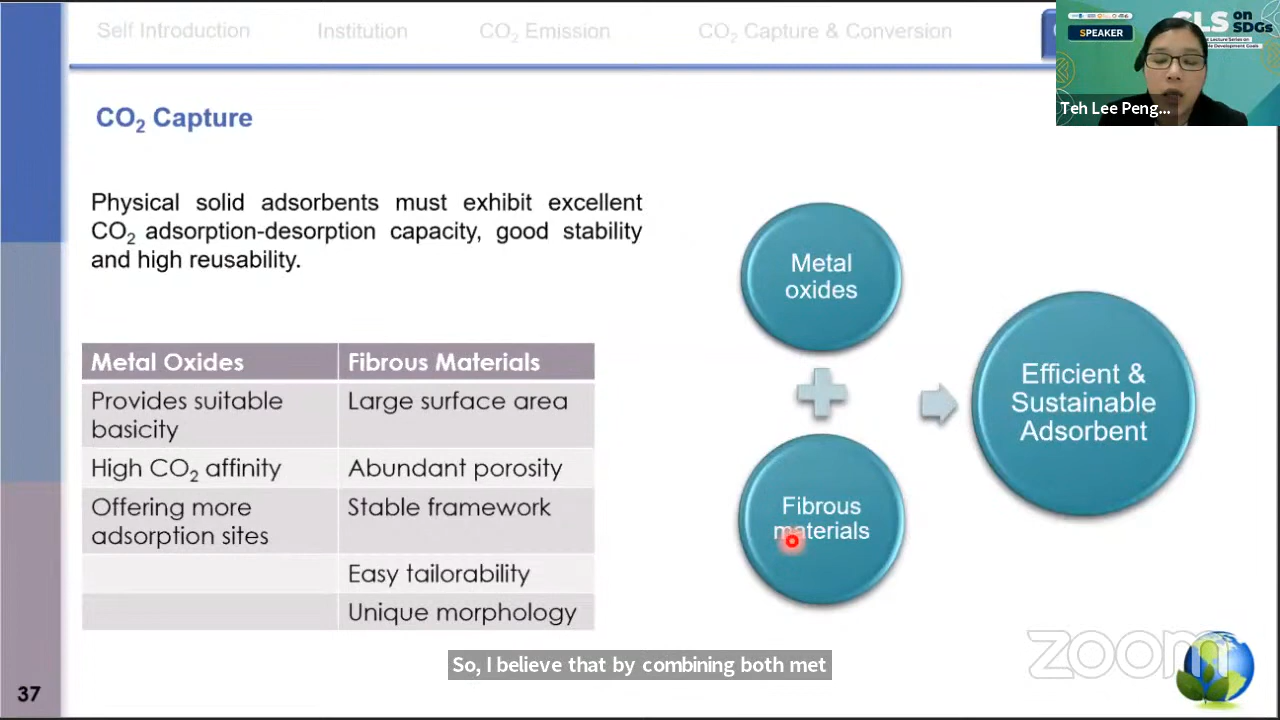 Self Introduction
Institution
CO₂ Emission
CO₂ Capture & Conversion
SPEAKER
GLS on
SDGs
Teh Lee Peng...
CO₂ Capture
Physical solid adsorbents must exhibit excellent
CO₂ adsorption-desorption capacity, good stability
and high reusability.
Metal Oxides
Fibrous Materials
Provides suitable
basicity
Large surface area
High CO₂ affinity
Abundant porosity
Offering more
adsorption sites
Stable framework
Easy tailorability
Unique morphology
Metal
oxides
Fibrous
materials
Efficient &
Sustainable
Adsorbent
So, I believe that by combining both met
zoom
37